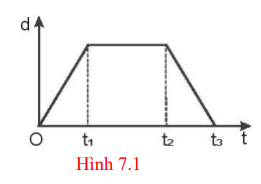 d
O t₁ t₂ t₃ t
Hình 7.1